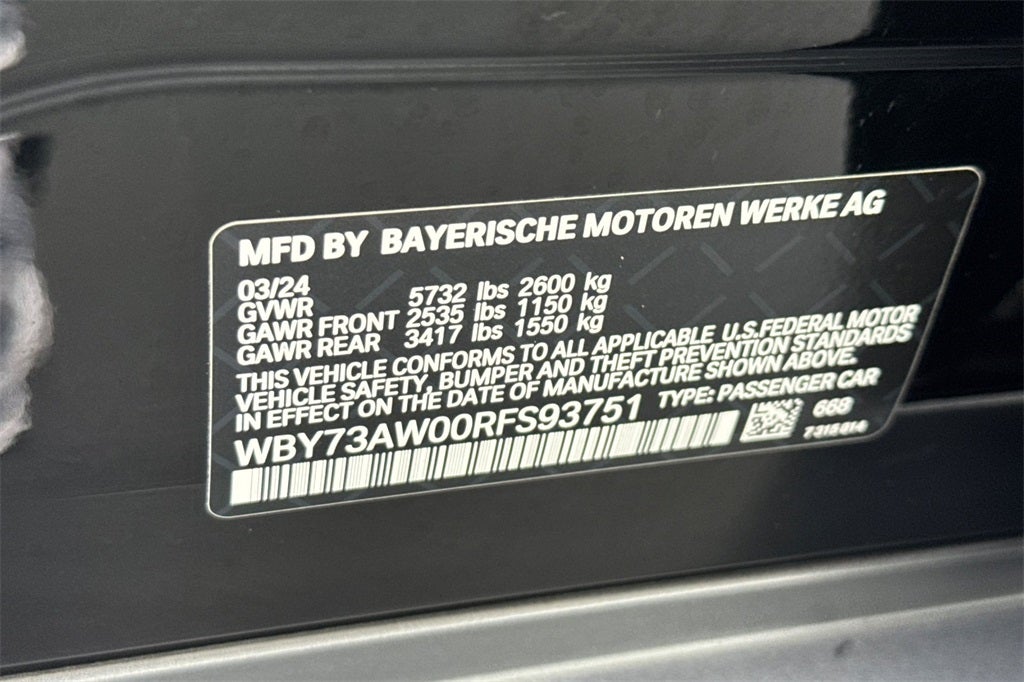 MFD BY BAYERISCHE MOTOREN WERKE AG
03/24
GVWR 5732 lbs 2600 kg
GAWR FRONT 2535 lbs 1150 kg
GAWR REAR 3417 lbs 1550 kg
THIS VEHICLE CONFORMS TO ALL APPLICABLE U.S.FEDERAL MOTOR
VEHICLE SAFETY, BUMPER AND THEFT PREVENTION STANDARDS
IN EFFECT ON THE DATE OF MANUFACTURE SHOWN ABOVE.
WBY73AW00RFS93751 TYPE: PASSENGER CAR
668